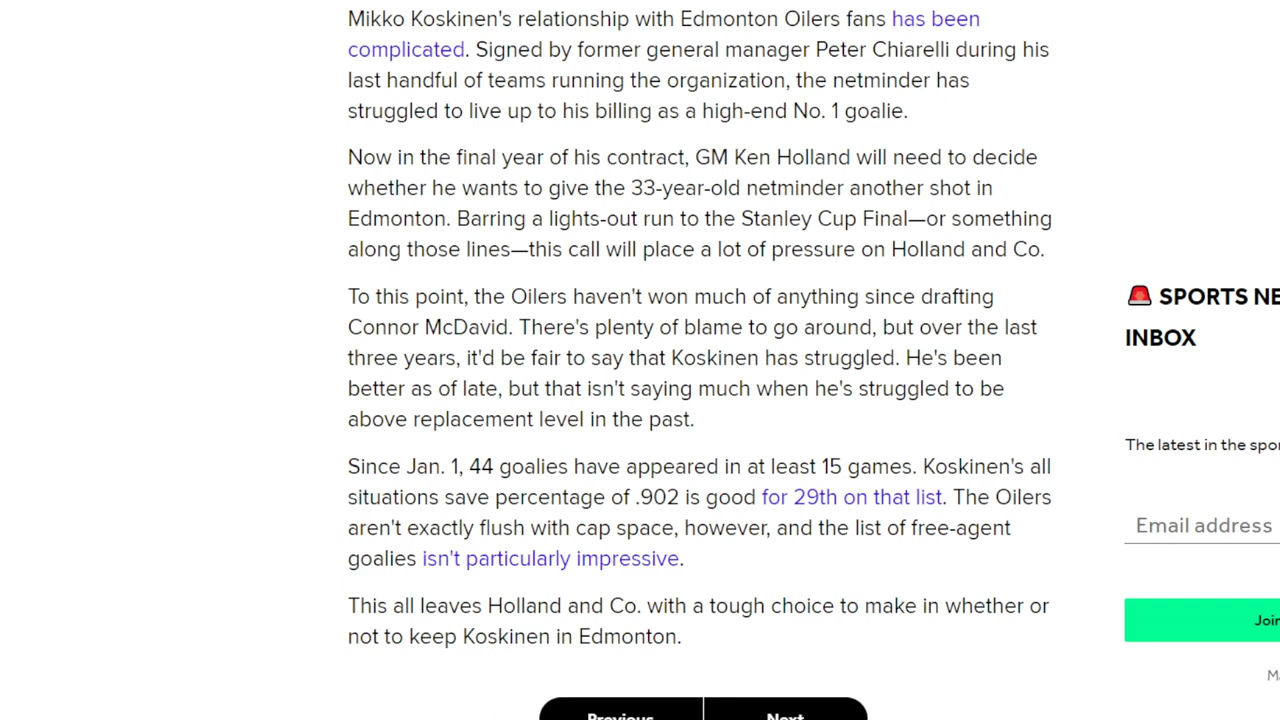 Mikko Koskinen's relationship with Edmonton Oilers fans has been
complicated. Signed by former general manager Peter Chiarelli during his
last handful of teams running the organization, the netminder has
struggled to live up to his billing as a high-end No. 1 goalie.
Now in the final year of his contract, GM Ken Holland will need to decide
whether he wants to give the 33-year-old netminder another shot in
Edmonton. Barring a lights-out run to the Stanley Cup Final—or something
along those lines—this call will place a lot of pressure on Holland and Co.
To this point, the Oilers haven't won much of anything since drafting
Connor McDavid. There's plenty of blame to go around, but over the last
three years, it'd be fair to say that Koskinen has struggled. He's been
better as of late, but that isn't saying much when he's struggled to be
above replacement level in the past.
Since Jan. 1, 44 goalies have appeared in at least 15 games. Koskinen's all
situations save percentage of .902 is good for 29th on that list. The Oilers
aren't exactly flush with cap space, however, and the list of free-agent
goalies isn't particularly impressive.
This all leaves Holland and Co. with a tough choice to make in whether or
not to keep Koskinen in Edmonton.
Previous Next
🚨 SPORTS NE
INBOX
The latest in the spo
Email address
Join